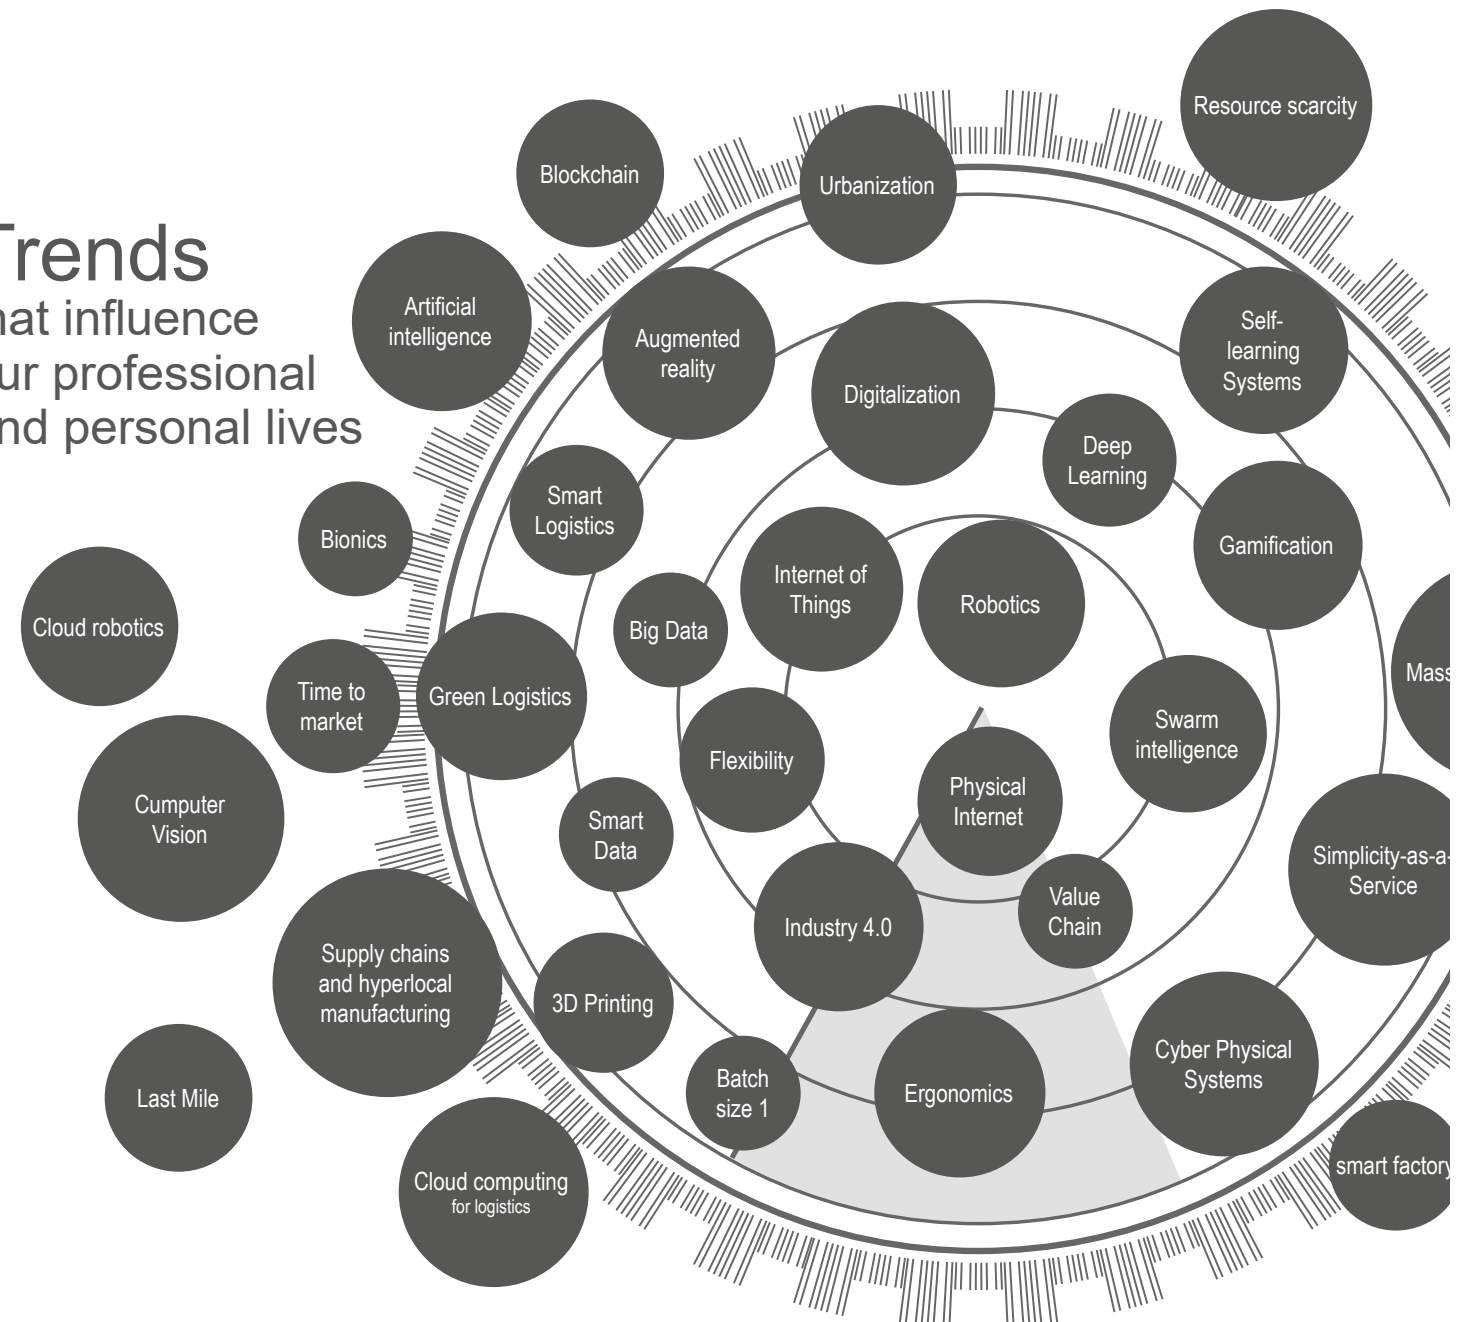 Trends
hat influence
ur professional
nd personal lives
Resource scarcity
Blockchain
Urbanization
Artificial
intelligence
Augmented
reality
Self-
learning
Systems
Digitalization
Deep
Learning
Smart
Logistics
Bionics
Gamification
Internet of
Things
Robotics
Cloud robotics
Big Data
Mass
Time to
market
Green Logistics
Swarm
intelligence
Flexibility
Physical
Internet
Cumputer
Vision
Smart
Data
Simplicity-as-a-
Service
Value
Chain
Industry 4.0
Supply chains
and hyperlocal
manufacturing
3D Printing
Cyber Physical
Systems
Batch
size 1
Ergonomics
Last Mile
smart factory
Cloud computing
for logistics